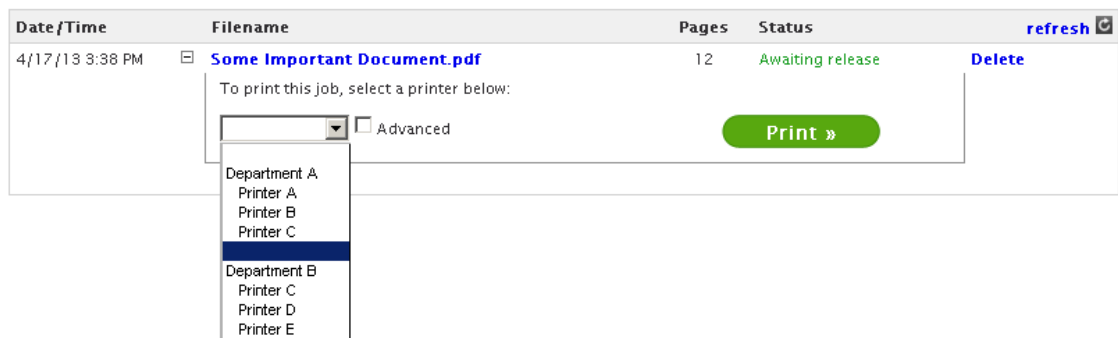 Date/Time Filename Pages Status refresh
4/17/13 3:38 PM Some Important Document.pdf 12 Awaiting release Delete
To print this job, select a printer below:
Advanced Print »
Department A
Printer A
Printer B
Printer C
Department B
Printer C
Printer D
Printer E